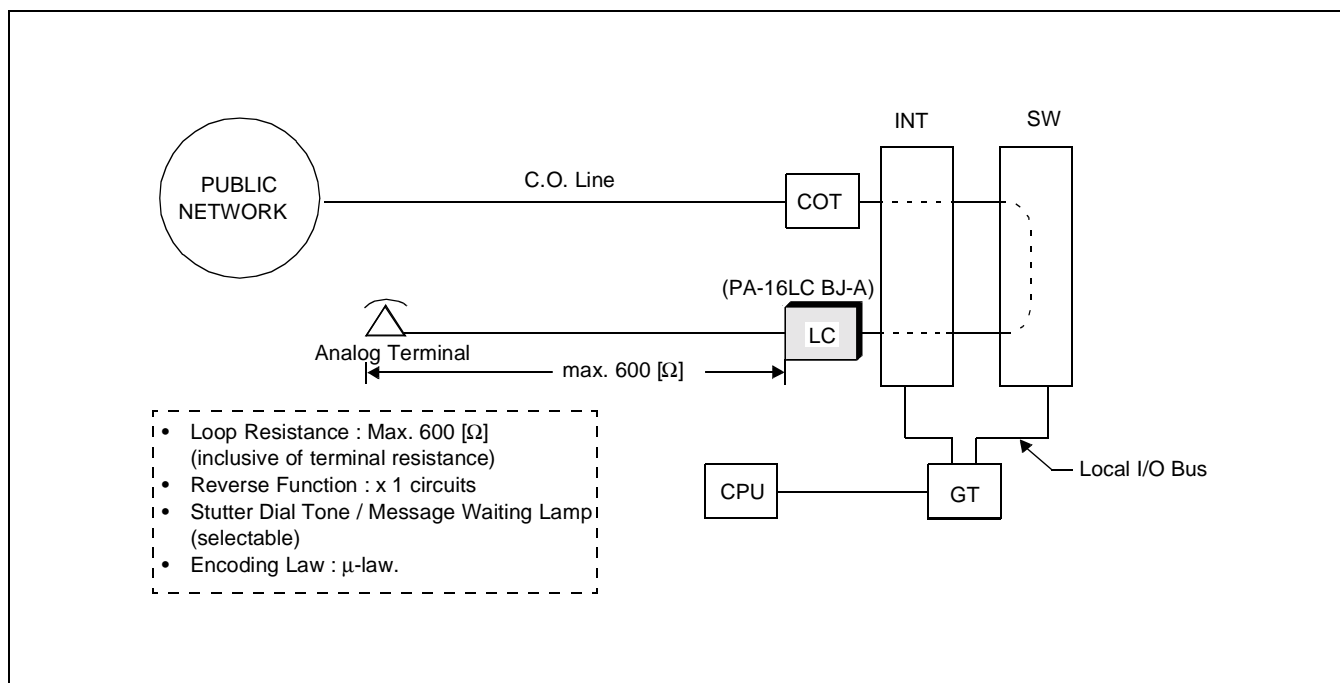 INT
SW
PUBLIC
NETWORK
C.O. Line
COT
(PA-16LC BJ-A)
LC
Analog Terminal
max. 600 [Ω]
• Loop Resistance : Max. 600 [Ω]
(inclusive of terminal resistance)
• Reverse Function : x 1 circuits
• Stutter Dial Tone / Message Waiting Lamp
(selectable)
• Encoding Law : μ-law.
CPU
GT
Local I/O Bus